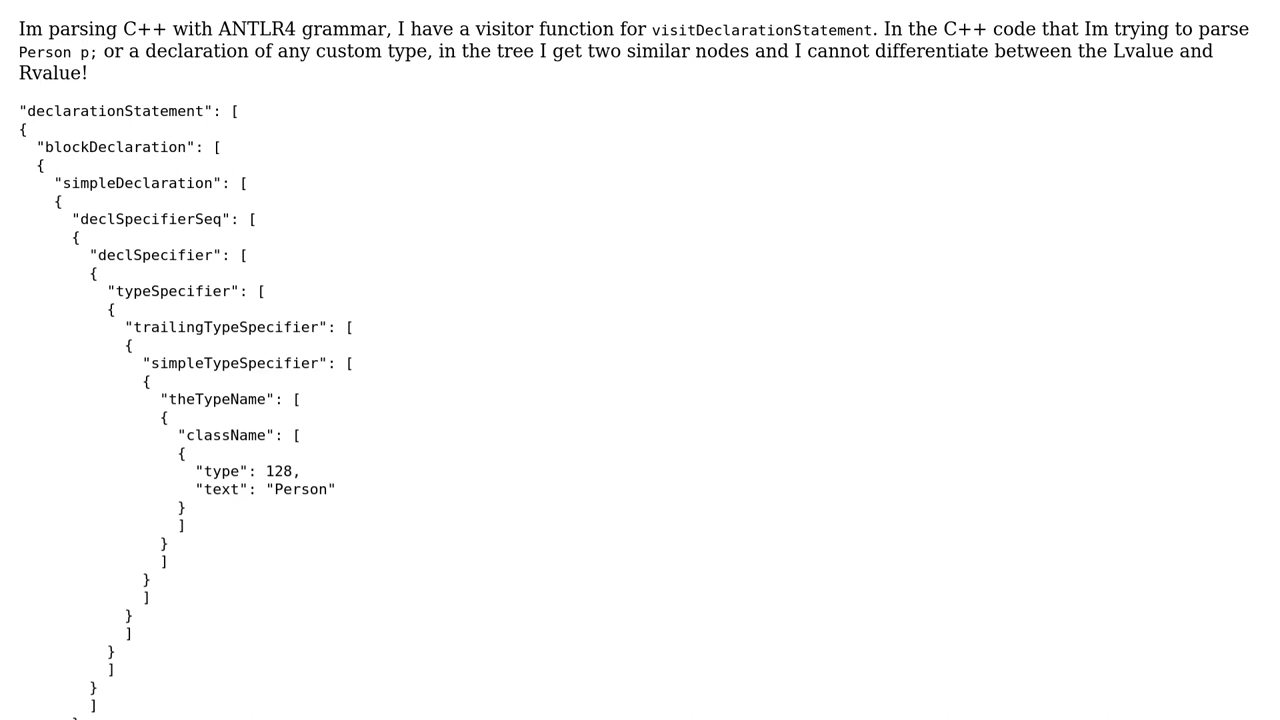 Im parsing C++ with ANTLR4 grammar, I have a visitor function for visitDeclarationStatement. In the C++ code that Im trying to parse
Person p; or a declaration of any custom type, in the tree I get two similar nodes and I cannot differentiate between the Lvalue and
Rvalue!
"declarationStatement": [
{
"blockDeclaration": [
{
"simpleDeclaration": [
{
"declSpecifierSeq": [
{
"declSpecifier": [
{
"typeSpecifier": [
{
"trailingTypeSpecifier": [
{
"simpleTypeSpecifier": [
{
"theTypeName": [
{
"className": [
{
"type": 128,
"text": "Person"
}
]
}
]
}
]
}
]
}
]
}
]